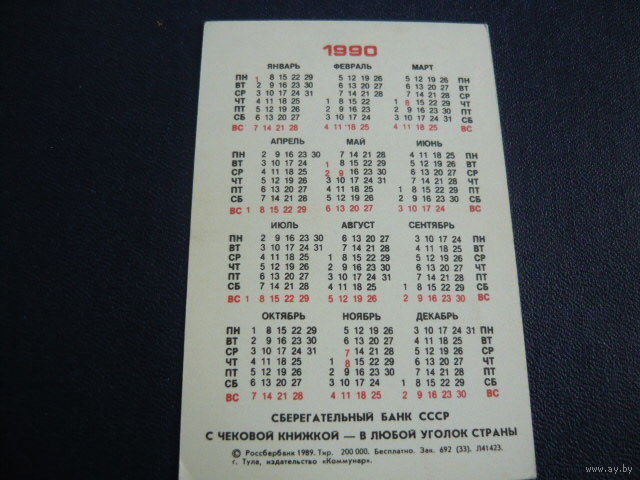 1990
ЯНВАРЬ ФЕВРАЛЬ МАРТ
ПН 1 8 15 22 29 5 12 19 26 5 12 19 26 ПН
ВТ 2 9 16 23 30 6 13 20 27 6 13 20 27 ВТ
СР 3 10 17 24 31 7 14 21 28 7 14 21 28 СР
ЧТ 4 11 18 25 1 8 15 22 1 8 15 22 29 ЧТ
ПТ 5 12 19 26 2 9 16 23 2 9 16 23 30 ПТ
СБ 6 13 20 27 3 10 17 24 3 10 17 24 31 СБ
ВС 7 14 21 28 4 11 18 25 4 11 18 25 ВС
АПРЕЛЬ МАЙ ИЮНЬ
ПН 2 9 16 23 30 7 14 21 28 4 11 18 25 ПН
ВТ 3 10 17 24 1 8 15 22 29 5 12 19 26 ВТ
СР 4 11 18 25 2 9 16 23 30 6 13 20 27 СР
ЧТ 5 12 19 26 3 10 17 24 31 7 14 21 28 ЧТ
ПТ 6 13 20 27 4 11 18 25 1 8 15 22 29 ПТ
СБ 7 14 21 28 5 12 19 26 2 9 16 23 30 СБ
ВС 1 8 15 22 29 6 13 20 27 3 10 17 24 ВС
ИЮЛЬ АВГУСТ СЕНТЯБРЬ
ПН 2 9 16 23 30 6 13 20 27 3 10 17 24 ПН
ВТ 3 10 17 24 31 7 14 21 28 4 11 18 25 ВТ
СР 4 11 18 25 1 8 15 22 29 5 12 19 26 СР
ЧТ 5 12 19 26 2 9 16 23 30 6 13 20 27 ЧТ
ПТ 6 13 20 27 3 10 17 24 31 7 14 21 28 ПТ
СБ 7 14 21 28 4 11 18 25 1 8 15 22 29 СБ
ВС 1 8 15 22 29 5 12 19 26 2 9 16 23 30 ВС
ОКТЯБРЬ НОЯБРЬ ДЕКАБРЬ
ПН 1 8 15 22 29 5 12 19 26 3 10 17 24 31 ПН
ВТ 2 9 16 23 30 6 13 20 27 4 11 18 25 ВТ
СР 3 10 17 24 31 7 14 21 28 5 12 19 26 СР
ЧТ 4 11 18 25 1 8 15 22 29 6 13 20 27 ЧТ
ПТ 5 12 19 26 2 9 16 23 30 7 14 21 28 ПТ
СБ 6 13 20 27 3 10 17 24 1 8 15 22 29 СБ
ВС 7 14 21 28 4 11 18 25 2 9 16 23 30 ВС
СБЕРЕГАТЕЛЬНЫЙ БАНК СССР
С ЧЕКОВОЙ КНИЖКОЙ — В ЛЮБОЙ УГОЛОК СТРАНЫ
© Россбербанк 1989. Тир. 200 000. Бесплатно. Зак. 692 (33). Л41423.
г. Тула, издательство «Коммунар».
www.ay.by